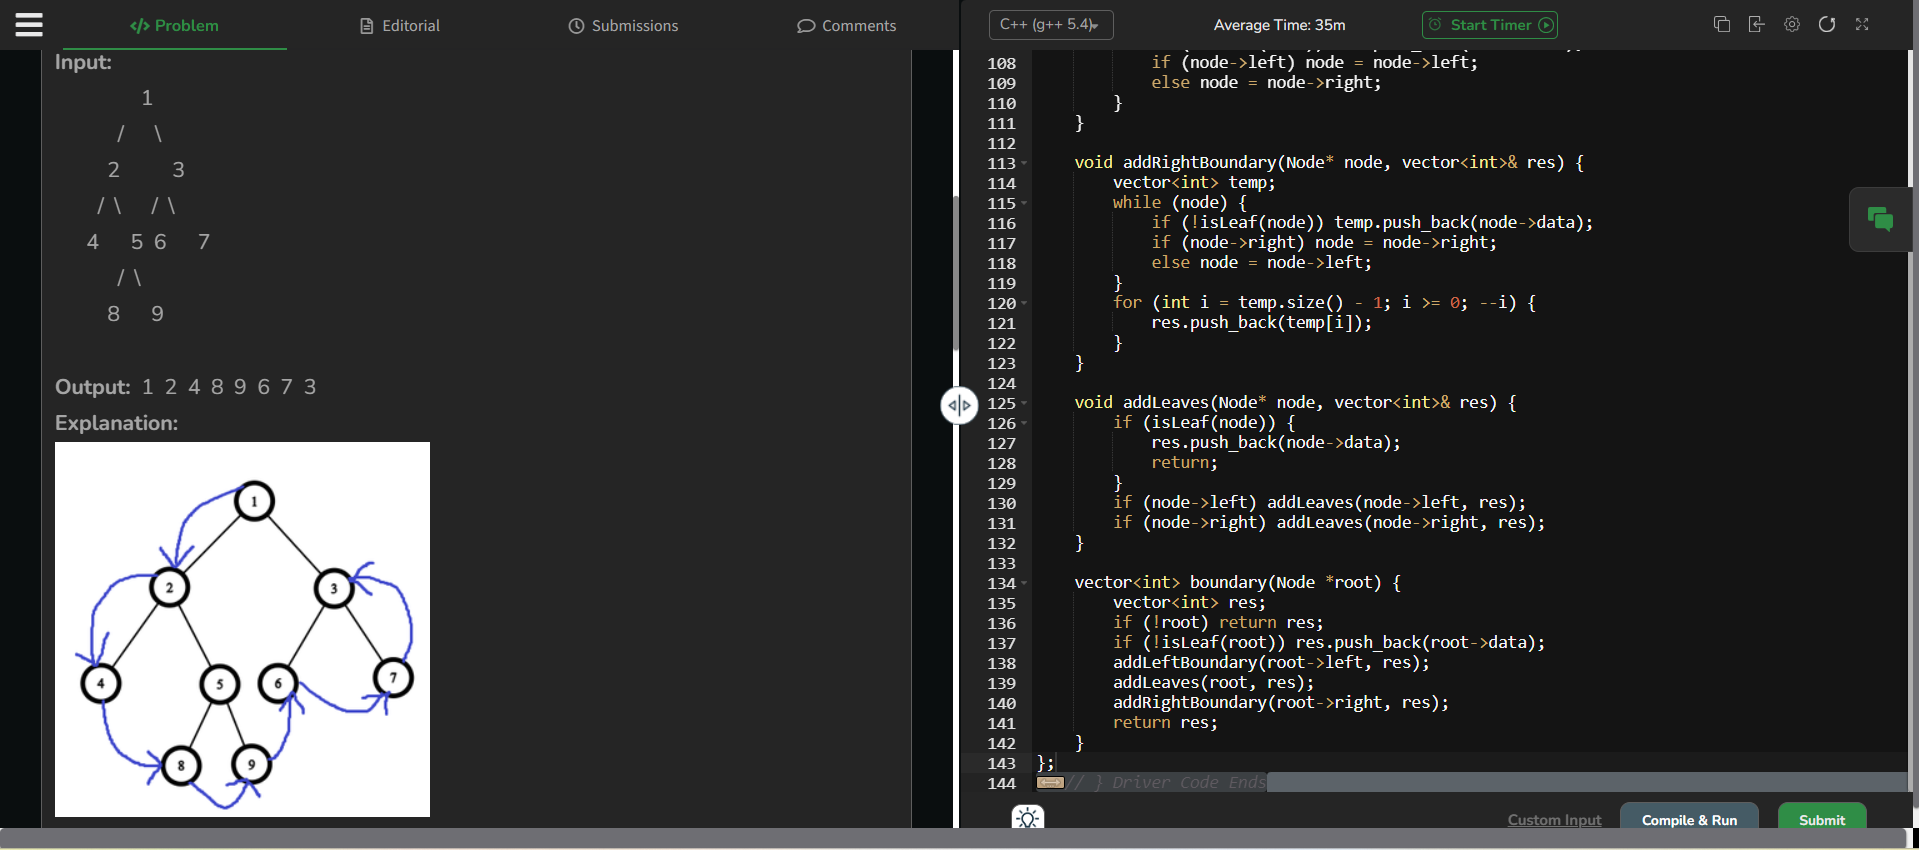 </> Problem
Editorial
Submissions
Comments
C++ (g++ 5.4)
Average Time: 35m
Start Timer
Input:
1
/ \
2 3
/ \ / \
4 5 6 7
/ \
8 9
Output: 1 2 4 8 9 6 7 3
Explanation:
1
2 3
4 5 6 7
8 9
108 if (node->left) node = node->left;
109 else node = node->right;
110 }
111 }
112
113 void addRightBoundary(Node* node, vector<int>& res) {
114 vector<int> temp;
115 while (node) {
116 if (!isLeaf(node)) temp.push_back(node->data);
117 if (node->right) node = node->right;
118 else node = node->left;
119 }
120 for (int i = temp.size() - 1; i >= 0; --i) {
121 res.push_back(temp[i]);
122 }
123 }
124
125 void addLeaves(Node* node, vector<int>& res) {
126 if (isLeaf(node)) {
127 res.push_back(node->data);
128 return;
129 }
130 if (node->left) addLeaves(node->left, res);
131 if (node->right) addLeaves(node->right, res);
132 }
133
134 vector<int> boundary(Node *root) {
135 vector<int> res;
136 if (!root) return res;
137 if (!isLeaf(root)) res.push_back(root->data);
138 addLeftBoundary(root->left, res);
139 addLeaves(root, res);
140 addRightBoundary(root->right, res);
141 return res;
142 }
143 };
144 // } Driver Code Ends
Custom Input
Compile & Run
Submit